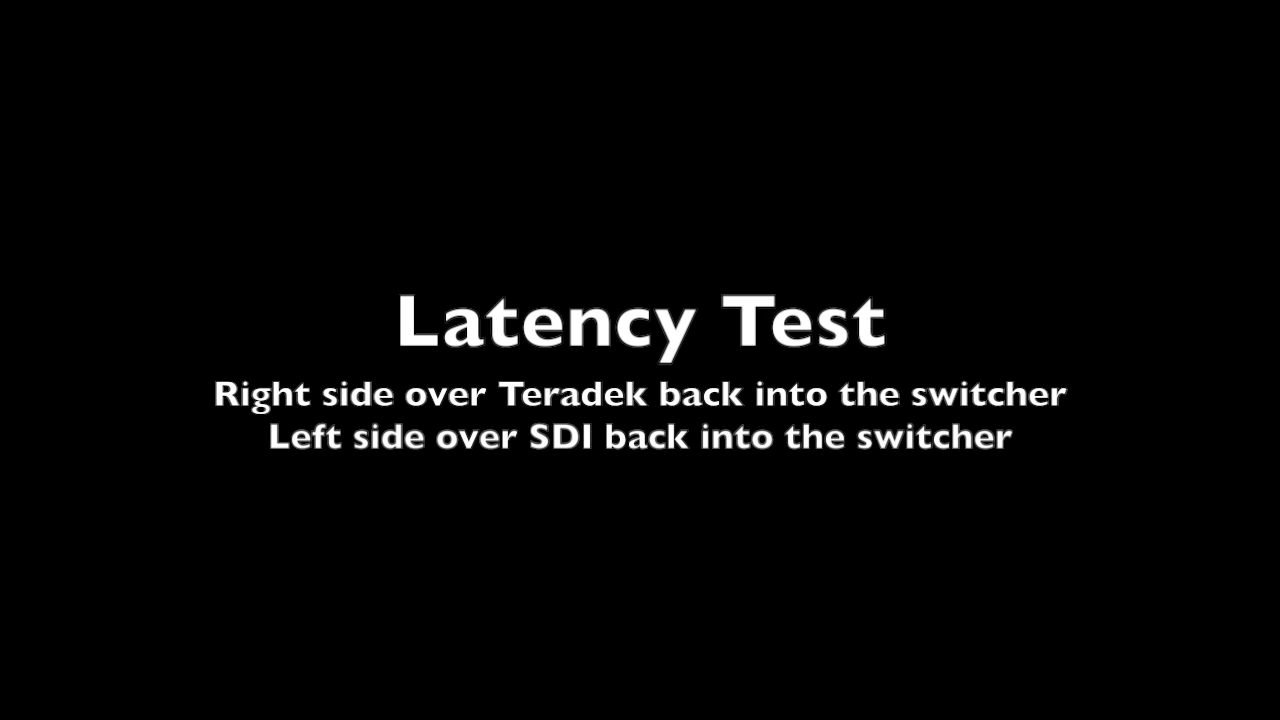 Latency Test
Right side over Teradek back into the switcher
Left side over SDI back into the switcher